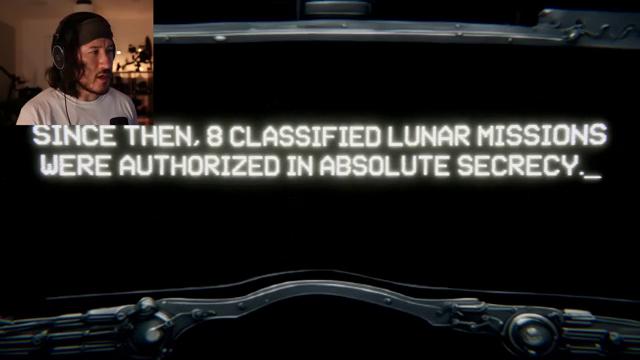 SINCE THEN, 8 CLASSIFIED LUNAR MISSIONS
WERE AUTHORIZED IN ABSOLUTE SECRECY._